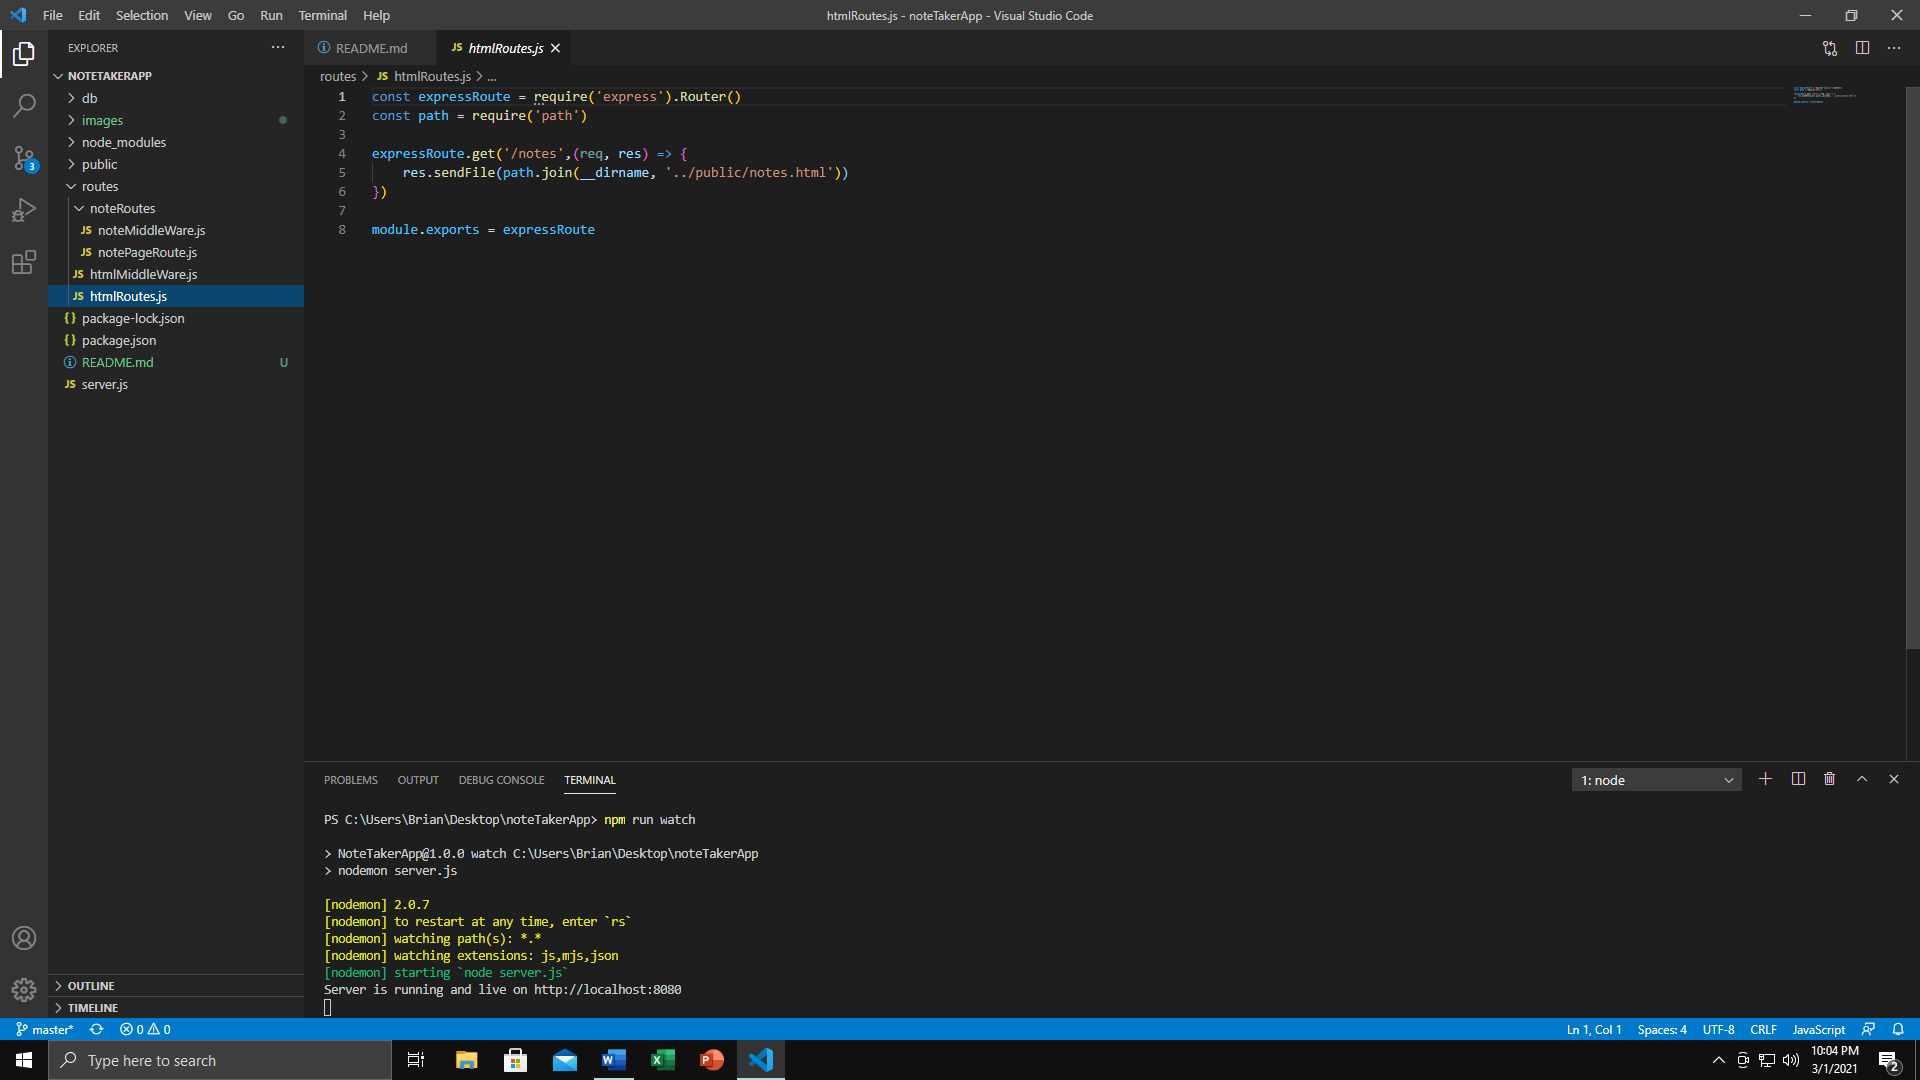 File Edit Selection View Go Run Terminal Help
htmlRoutes.js - noteTakerApp - Visual Studio Code
EXPLORER
NOTETAKERAPP
db
images
node_modules
public
routes
noteRoutes
JS noteMiddleWare.js
JS notePageRoute.js
JS htmlMiddleWare.js
JS htmlRoutes.js
{} package-lock.json
{} package.json
README.md U
JS server.js
OUTLINE
TIMELINE
3
README.md JS htmlRoutes.js
routes > JS htmlRoutes.js > ...
1 const expressRoute = require('express').Router()
2 const path = require('path')
3
4 expressRoute.get('/notes',(req, res) => {
5 res.sendFile(path.join(__dirname, '../public/notes.html'))
6 })
7
8 module.exports = expressRoute
PROBLEMS OUTPUT DEBUG CONSOLE TERMINAL
1: node
PS C:\Users\Brian\Desktop\noteTakerApp> npm run watch
> NoteTakerApp@1.0.0 watch C:\Users\Brian\Desktop\noteTakerApp
> nodemon server.js
[nodemon] 2.0.7
[nodemon] to restart at any time, enter `rs`
[nodemon] watching path(s): *.*
[nodemon] watching extensions: js,mjs,json
[nodemon] starting `node server.js`
Server is running and live on http://localhost:8080
master* 0 0
Ln 1, Col 1 Spaces: 4 UTF-8 CRLF JavaScript
Type here to search
10:04 PM
3/1/2021
2